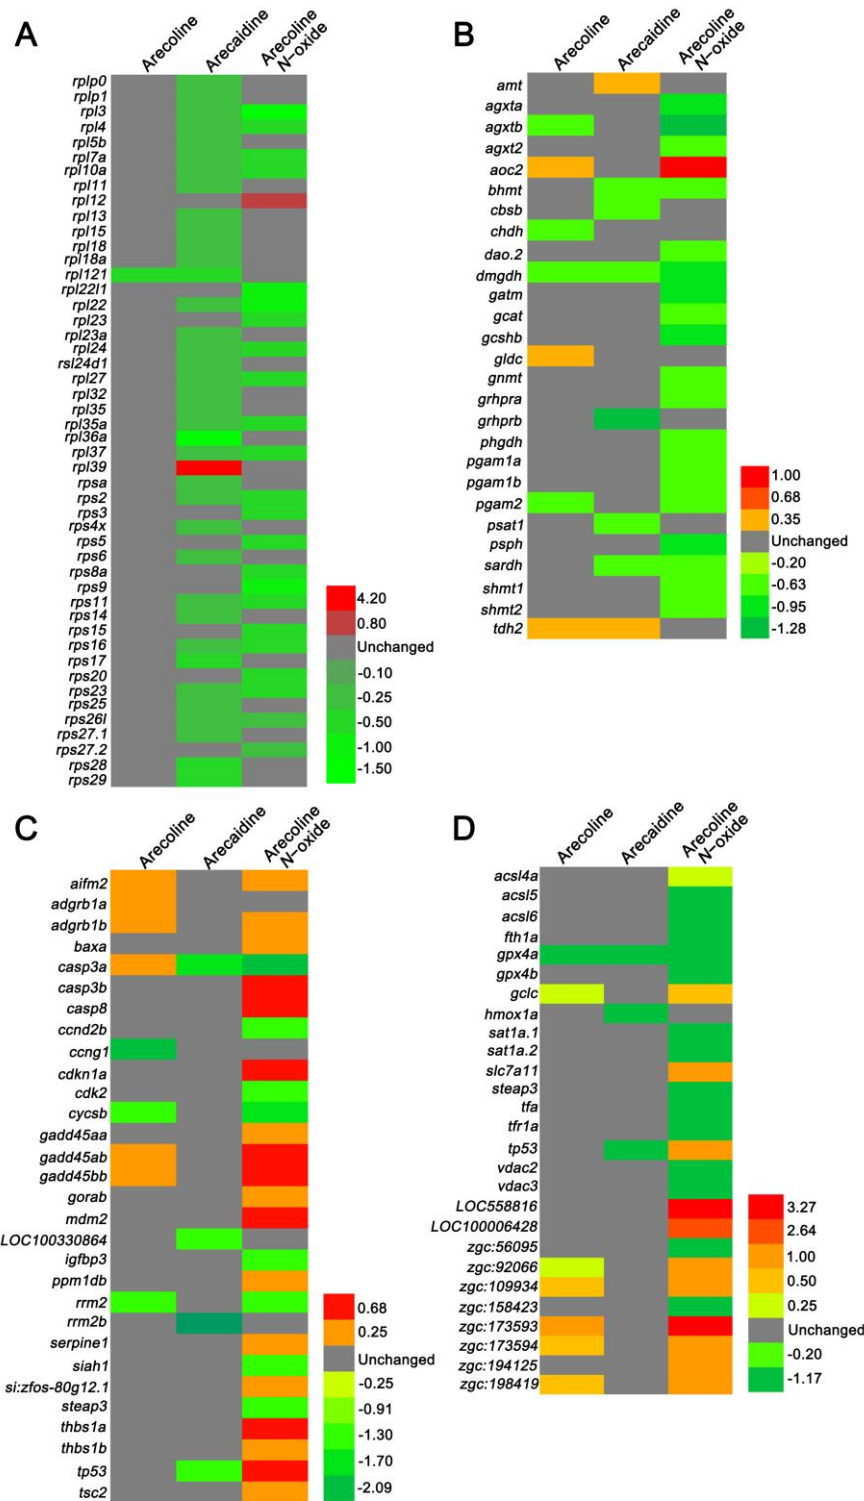 A
Arecoline
Arecaidine
Arecoline
N-oxide
rplp0
rplp1
rpl3
rpl4
rpl5b
rpl7a
rpl10a
rpl11
rpl12
rpl13
rpl15
rpl18
rpl18a
rpl121
rpl22l1
rpl22
rpl23
rpl23a
rpl24
rsl24d1
rpl27
rpl32
rpl35
rpl35a
rpl36a
rpl37
rpl39
rpsa
rps2
rps3
rps4x
rps5
rps6
rps8a
rps9
rps11
rps14
rps15
rps16
rps17
rps20
rps23
rps25
rps26l
rps27.1
rps27.2
rps28
rps29
4.20
0.80
Unchanged
-0.10
-0.25
-0.50
-1.00
-1.50
B
Arecoline
Arecaidine
Arecoline
N-oxide
amt
agxta
agxtb
agxt2
aoc2
bhmt
cbsb
chdh
dao.2
dmgdh
gatm
gcat
gcshb
gldc
gnmt
grhpra
grhprb
phgdh
pgam1a
pgam1b
pgam2
psat1
psph
sardh
shmt1
shmt2
tdh2
1.00
0.68
0.35
Unchanged
-0.20
-0.63
-0.95
-1.28
C
Arecoline
Arecaidine
Arecoline
N-oxide
aifm2
adgrb1a
adgrb1b
baxa
casp3a
casp3b
casp8
ccnd2b
ccng1
cdkn1a
cdk2
cycsb
gadd45aa
gadd45ab
gadd45bb
gorab
mdm2
LOC100330864
igfbp3
ppm1db
rrm2
rrm2b
serpine1
siah1
si:zfos-80g12.1
steap3
thbs1a
thbs1b
tp53
tsc2
0.68
0.25
Unchanged
-0.25
-0.91
-1.30
-1.70
-2.09
D
Arecoline
Arecaidine
Arecoline
N-oxide
acsl4a
acsl5
acsl6
fth1a
gpx4a
gpx4b
gclc
hmox1a
sat1a.1
sat1a.2
slc7a11
steap3
tfa
tfr1a
tp53
vdac2
vdac3
LOC558816
LOC100006428
zgc:56095
zgc:92066
zgc:109934
zgc:158423
zgc:173593
zgc:173594
zgc:194125
zgc:198419
3.27
2.64
1.00
0.50
0.25
Unchanged
-0.20
-1.17